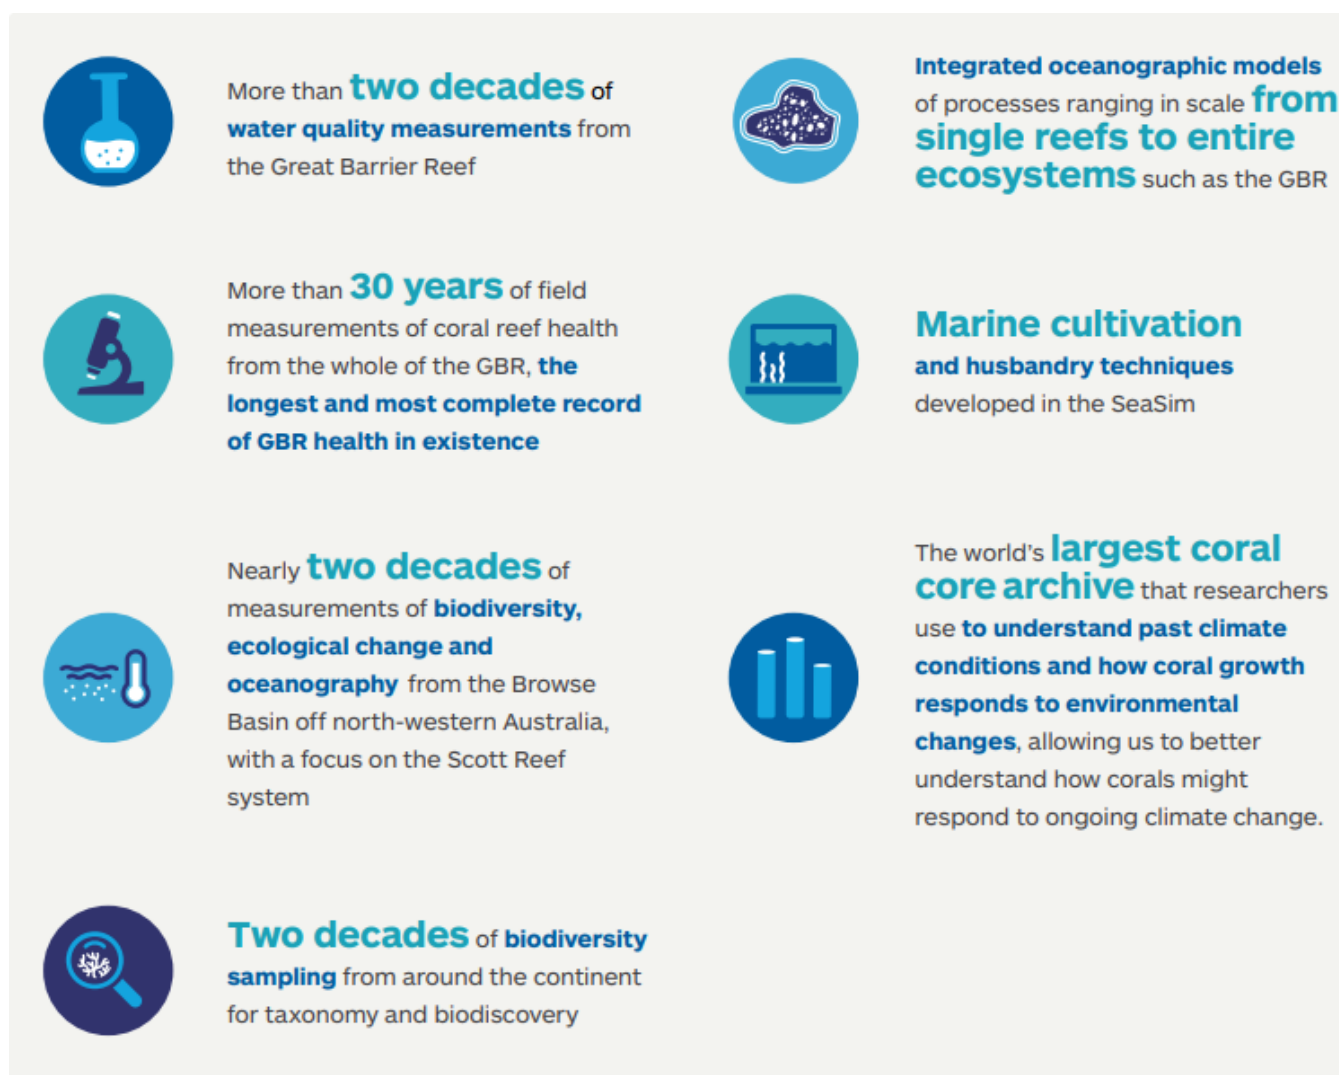 More than two decades of
water quality measurements from
the Great Barrier Reef
Integrated oceanographic models
of processes ranging in scale from
single reefs to entire
ecosystems such as the GBR
More than 30 years of field
measurements of coral reef health
from the whole of the GBR, the
longest and most complete record
of GBR health in existence
Marine cultivation
and husbandry techniques
developed in the SeaSim
Nearly two decades of
measurements of biodiversity,
ecological change and
oceanography from the Browse
Basin off north-western Australia,
with a focus on the Scott Reef
system
The world's largest coral
core archive that researchers
use to understand past climate
conditions and how coral growth
responds to environmental
changes, allowing us to better
understand how corals might
respond to ongoing climate change.
Two decades of biodiversity
sampling from around the continent
for taxonomy and biodiscovery